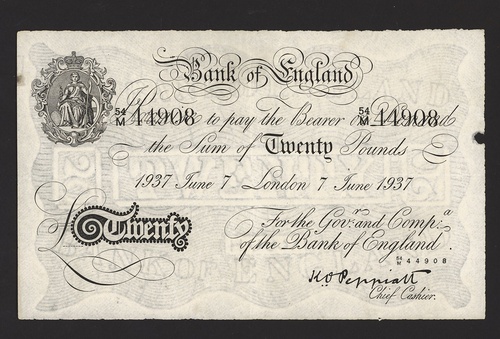 Bank of England
54/M 44908 54/M 44908
Promise to pay the Bearer on Demand
the Sum of Twenty Pounds
1937 June 7 London 7 June 1937
£ Twenty
For the Govr. and Compa.
of the Bank of England.
54/M 44908
K. O. Peppiatt
Chief Cashier.